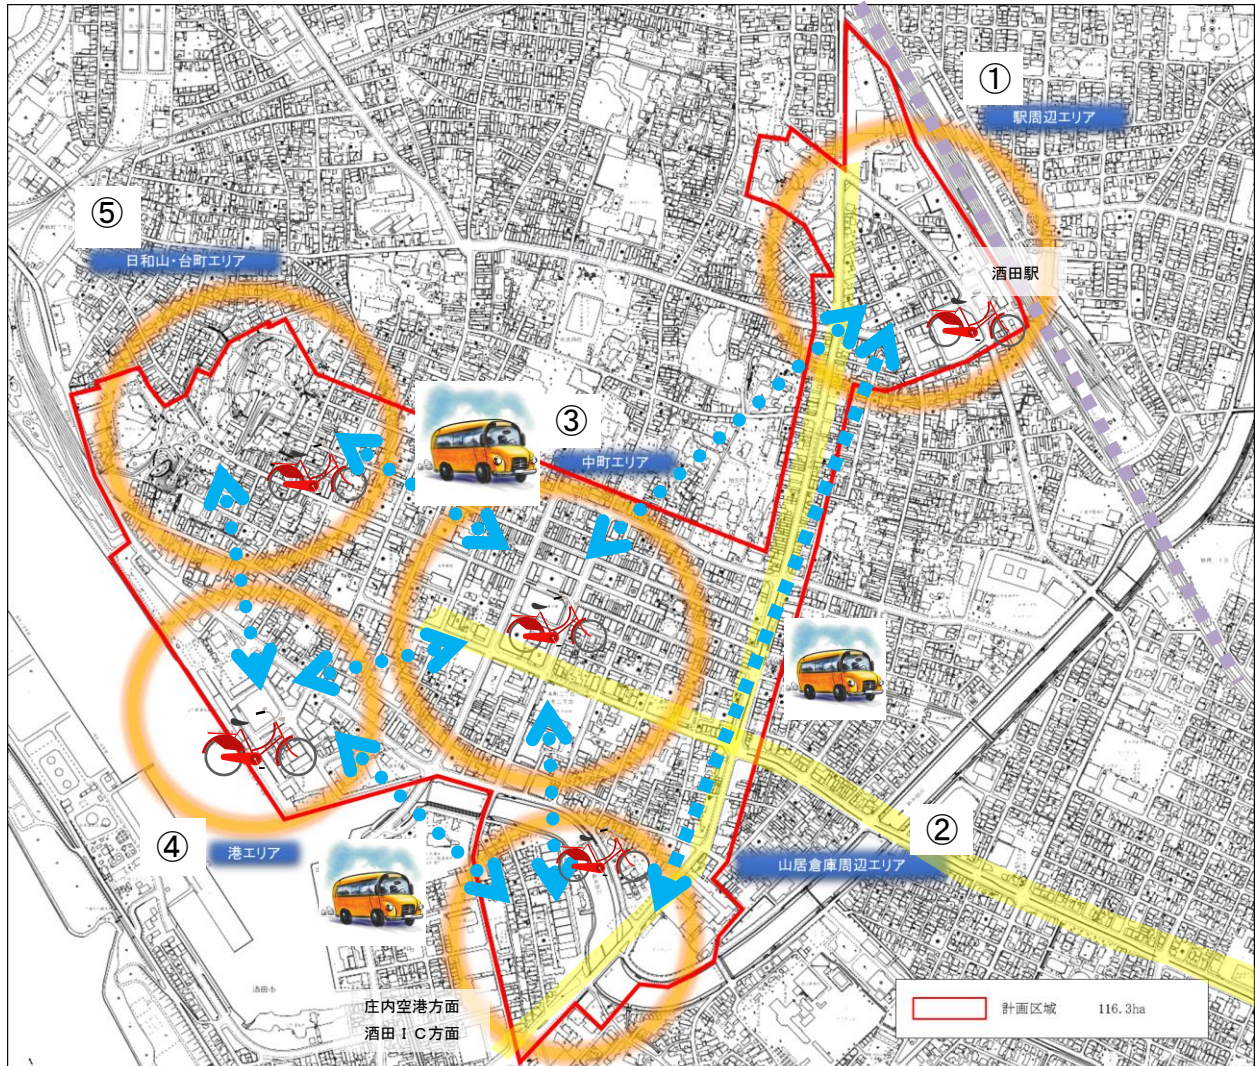 ①
駅周辺エリア
⑤
日和山・台町エリア
酒田駅
③
中町エリア
②
山居倉庫周辺エリア
④
港エリア
酒田市
庄内空港方面
酒田ＩＣ方面
計画区域 116.3ha